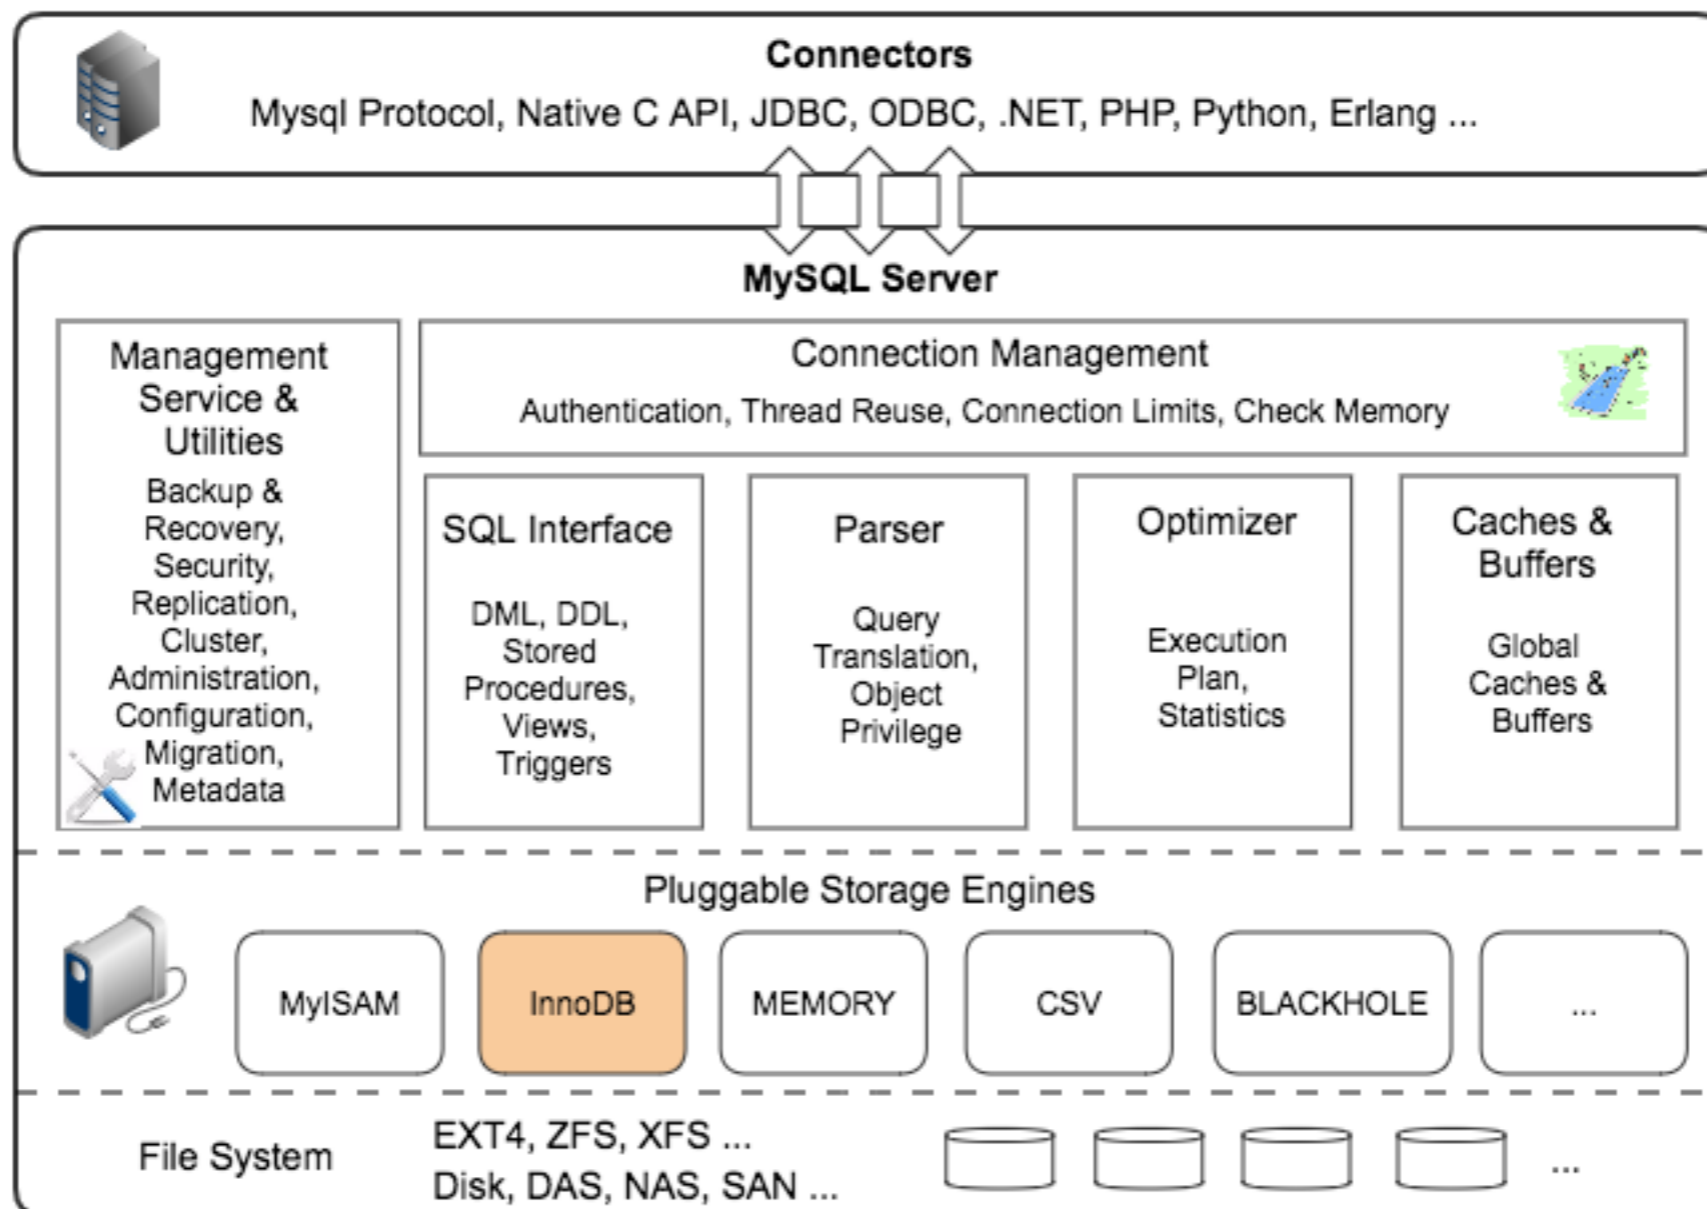 Connectors
Mysql Protocol, Native C API, JDBC, ODBC, .NET, PHP, Python, Erlang ...
MySQL Server
Management
Service &
Utilities
Backup &
Recovery,
Security,
Replication,
Cluster,
Administration,
Configuration,
Migration,
Metadata
Connection Management
Authentication, Thread Reuse, Connection Limits, Check Memory
SQL Interface
DML, DDL,
Stored
Procedures,
Views,
Triggers
Parser
Query
Translation,
Object
Privilege
Optimizer
Execution
Plan,
Statistics
Caches &
Buffers
Global
Caches &
Buffers
Pluggable Storage Engines
MyISAM
InnoDB
MEMORY
CSV
BLACKHOLE
...
File System
EXT4, ZFS, XFS ...
Disk, DAS, NAS, SAN ...
...